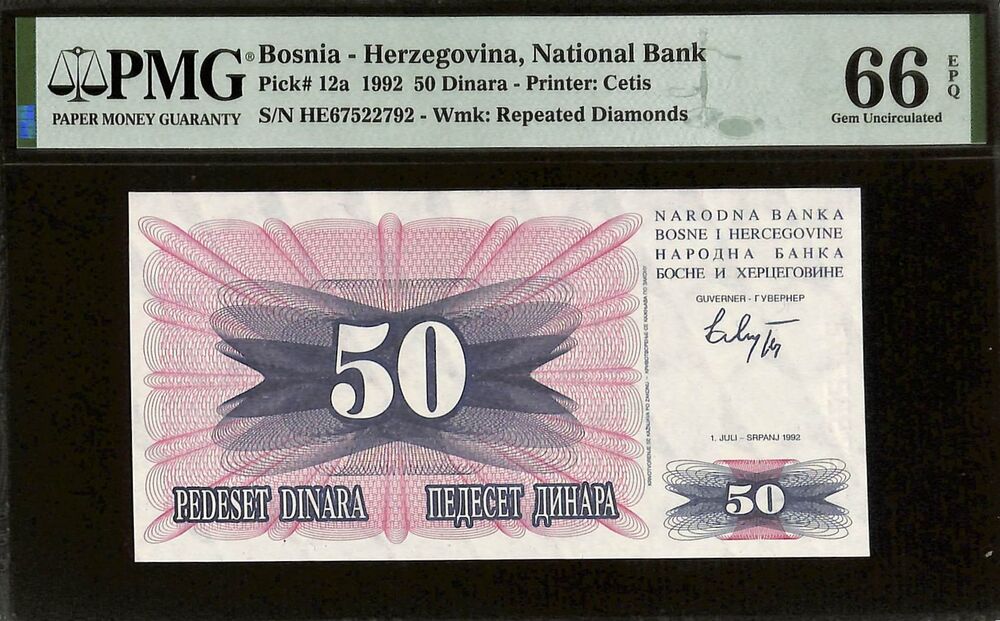 PMG®
PAPER MONEY GUARANTY
Bosnia - Herzegovina, National Bank
Pick# 12a 1992 50 Dinara - Printer: Cetis
S/N HE67522792 - Wmk: Repeated Diamonds
66
EPQ
Gem Uncirculated
NARODNA BANKA
BOSNE I HERCEGOVINE
НАРОДНА БАНКА
БОСНЕ И ХЕРЦЕГОВИНЕ
GUVERNER - ГУВЕРНЕР
50
1. JULI – SRPANJ 1992
PEDESET DINARA
ПЕДЕСЕТ ДИНАРА
50